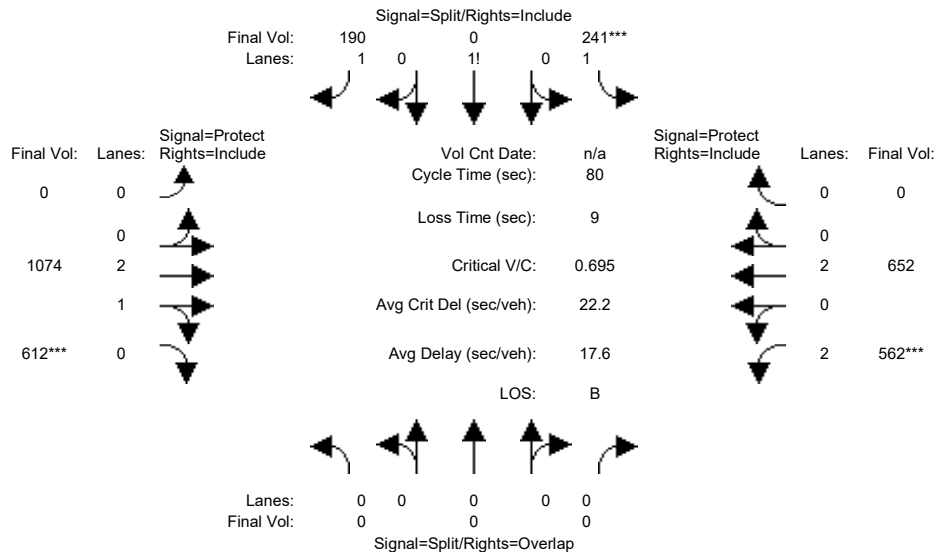 Signal=Split/Rights=Include
Final Vol: 190 0 241***
Lanes: 1 0 1! 0 1
Signal=Protect Signal=Protect
Final Vol: Lanes: Rights=Include Vol Cnt Date: n/a Rights=Include Lanes: Final Vol:
Cycle Time (sec): 80
0 0 0 0
Loss Time (sec): 9
0 0
1074 2 Critical V/C: 0.695 2 652
1 Avg Crit Del (sec/veh): 22.2 0
612*** 0 Avg Delay (sec/veh): 17.6 2 562***
LOS: B
Lanes: 0 0 0 0 0
Final Vol: 0 0 0
Signal=Split/Rights=Overlap